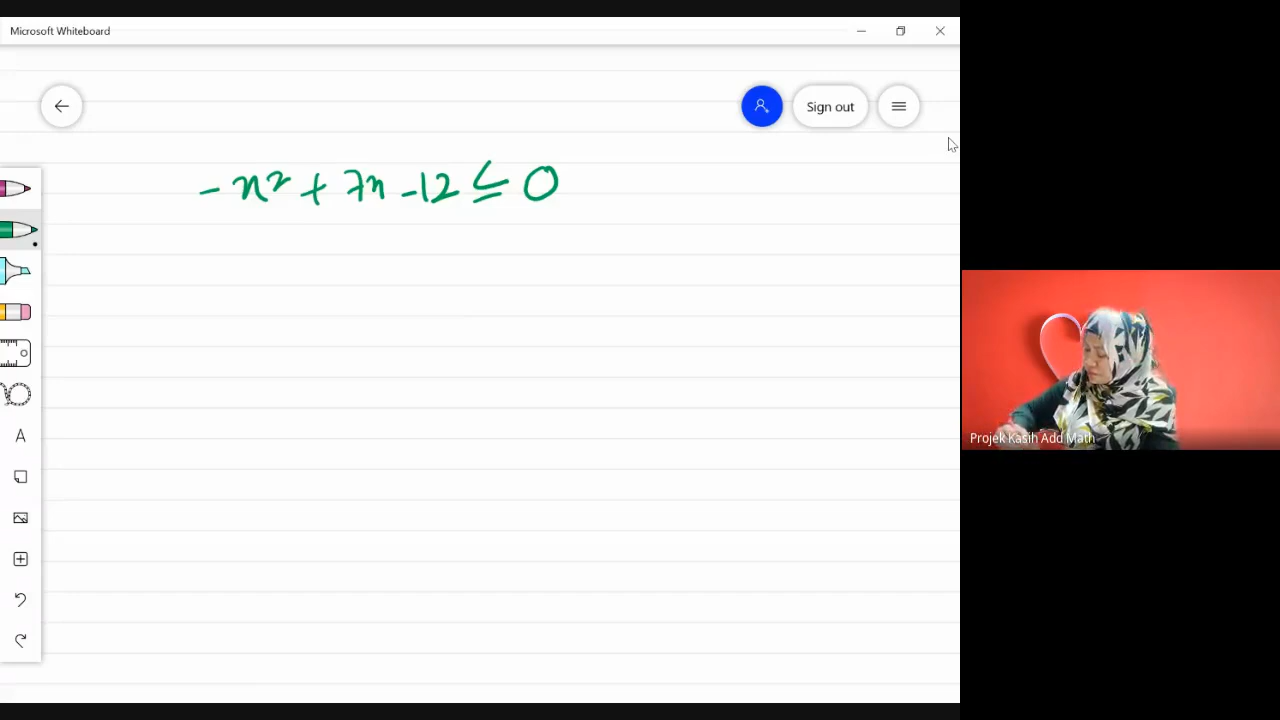 Microsoft Whiteboard
Sign out
-x² + 7x -12 ≤ 0
A
Projek Kasih Add Math